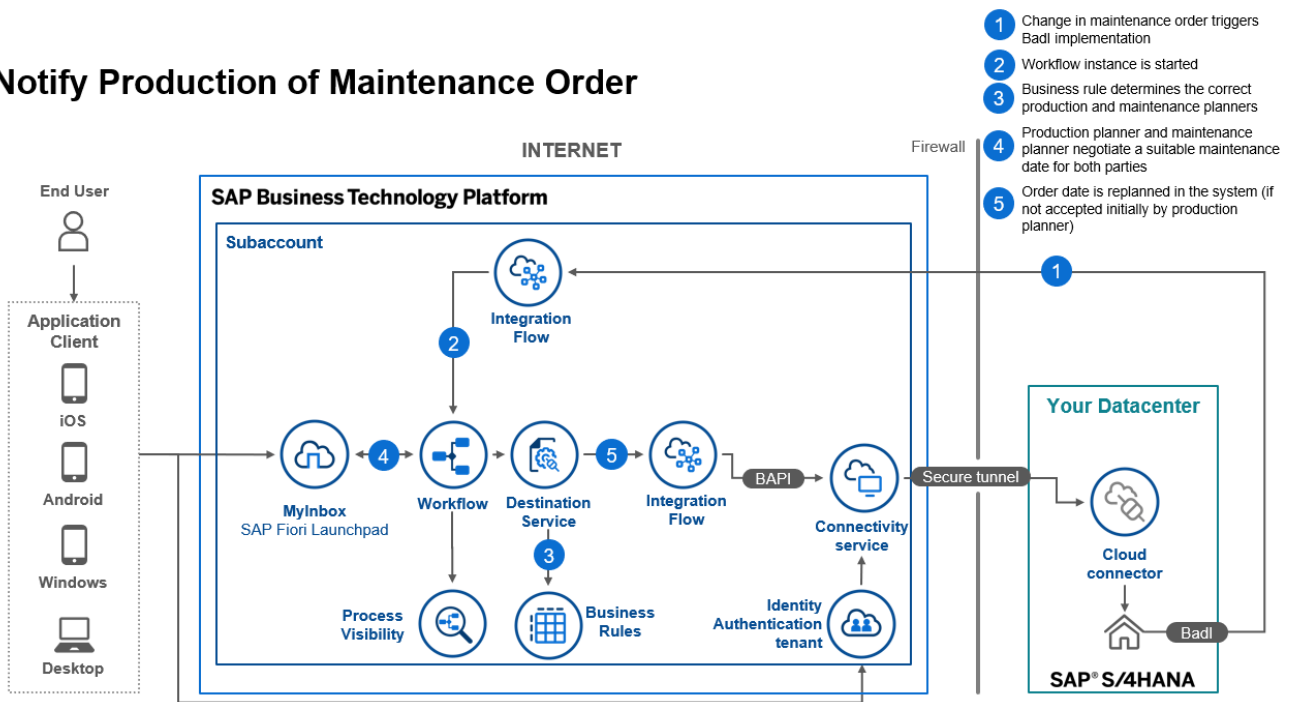 1 Change in maintenance order triggers
BadI implementation
2 Workflow instance is started
3 Business rule determines the correct
production and maintenance planners
4 Production planner and maintenance
planner negotiate a suitable maintenance
date for both parties
5 Order date is replanned in the system (if
not accepted initially by production
planner)
Notify Production of Maintenance Order
INTERNET
Firewall
End User
SAP Business Technology Platform
Subaccount
Application
Client
iOS
Android
Windows
Desktop
1
Integration
Flow
2
4
5
MyInbox
SAP Fiori Launchpad
Workflow
Destination
Service
Integration
Flow
BAPI
Connectivity
service
Secure tunnel
3
Process
Visibility
Business
Rules
Identity
Authentication
tenant
Your Datacenter
Cloud
connector
BadI
SAP® S/4HANA